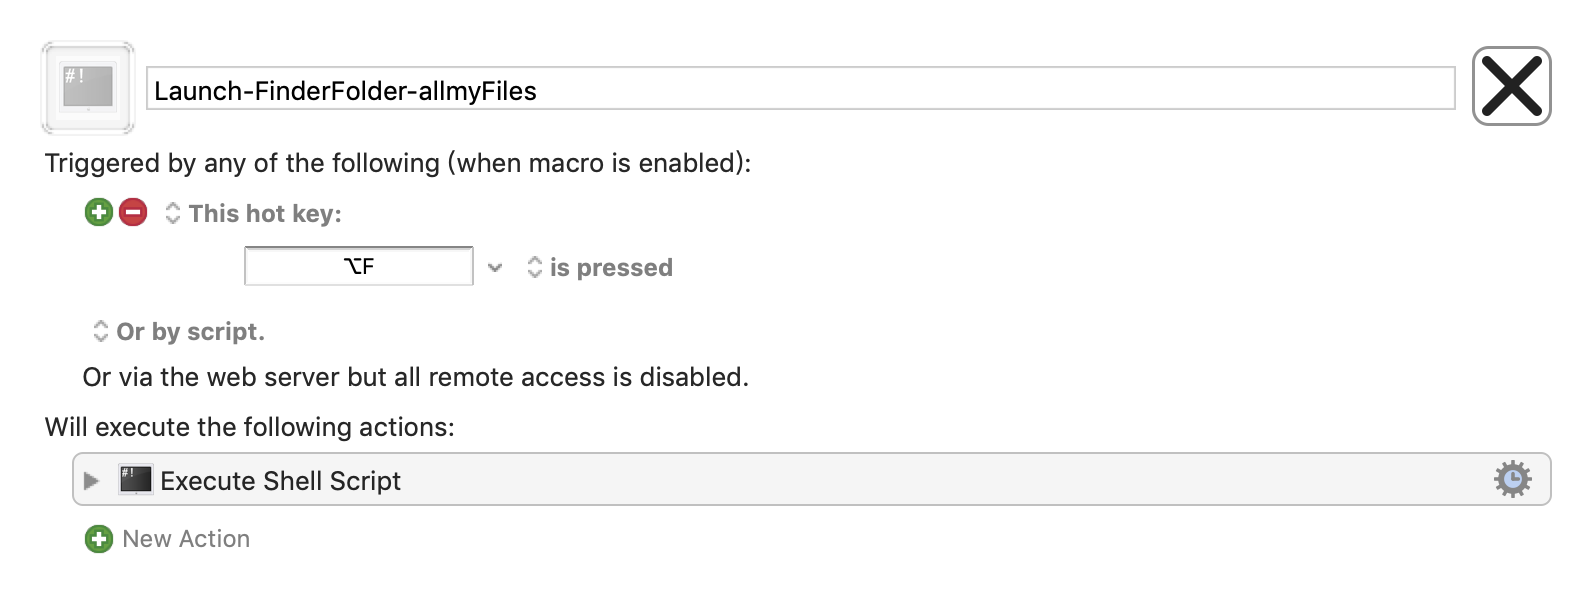 #!
Launch-FinderFolder-allmyFiles
Triggered by any of the following (when macro is enabled):
This hot key:
⌥F is pressed
Or by script.
Or via the web server but all remote access is disabled.
Will execute the following actions:
#! Execute Shell Script
New Action